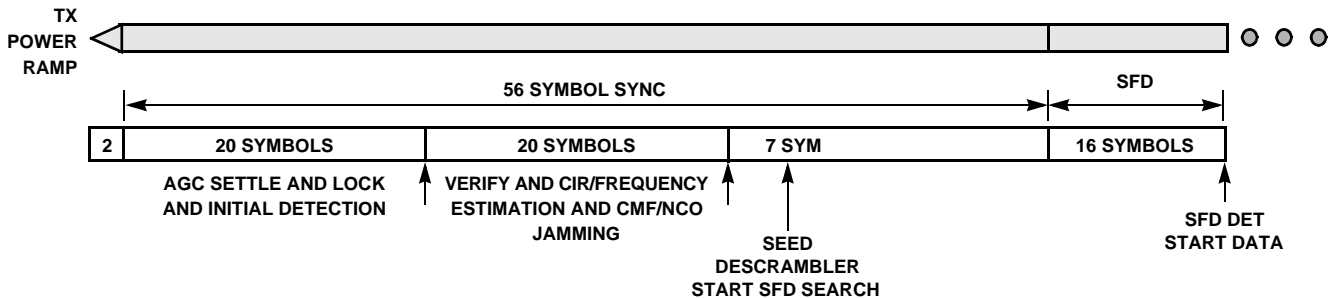 TX
POWER
RAMP
56 SYMBOL SYNC
SFD
2
20 SYMBOLS
20 SYMBOLS
7 SYM
16 SYMBOLS
AGC SETTLE AND LOCK
AND INITIAL DETECTION
VERIFY AND CIR/FREQUENCY
ESTIMATION AND CMF/NCO
JAMMING
SEED
DESCRAMBLER
START SFD SEARCH
SFD DET
START DATA